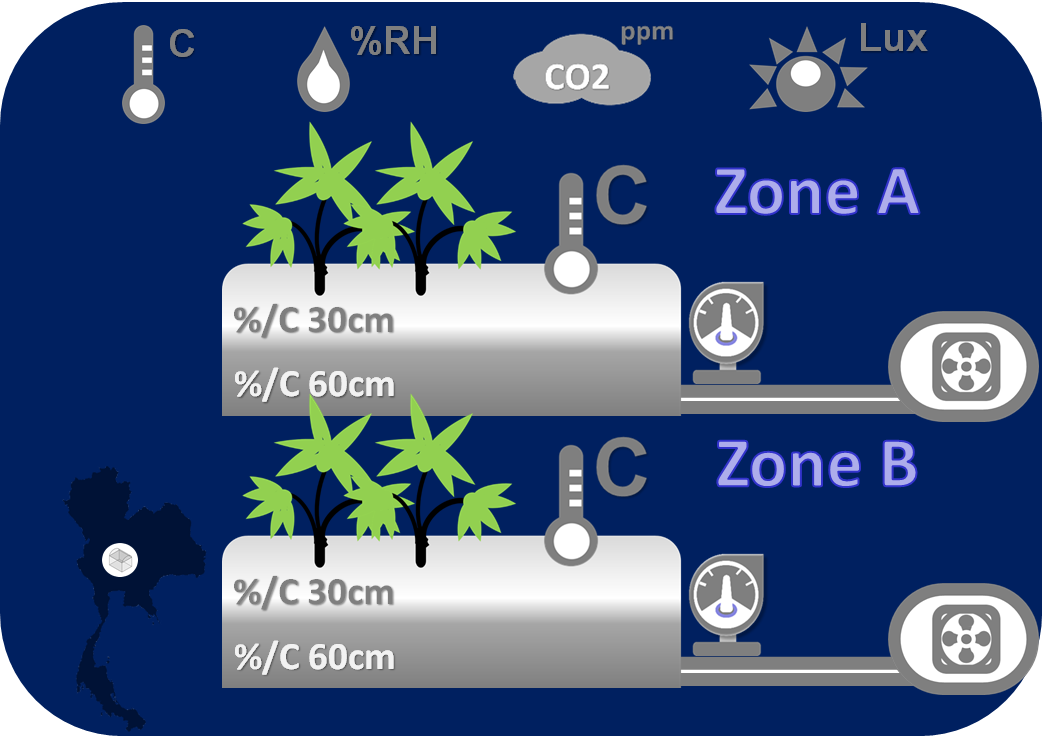 C
%RH
CO2
ppm
Lux
C
Zone A
%/C 30cm
%/C 60cm
C
Zone B
%/C 30cm
%/C 60cm